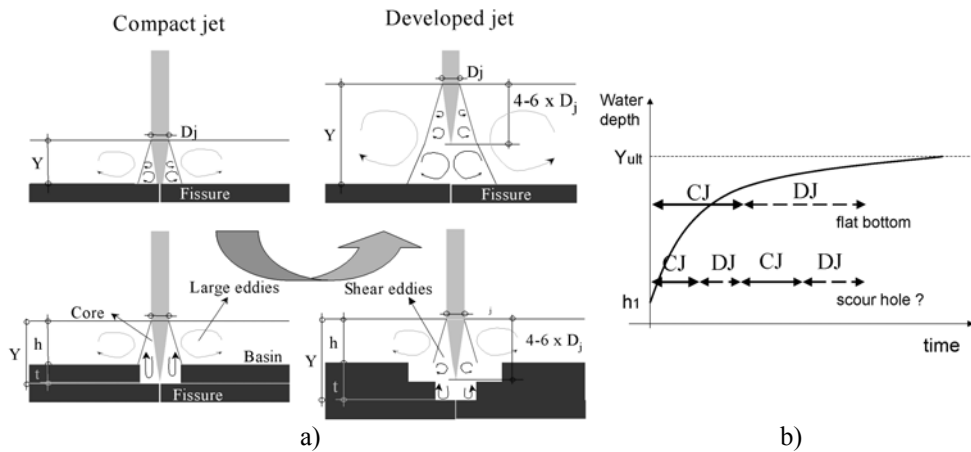 Compact jet
Developed jet
Dj
Y
Fissure
Dj
4-6 x Dj
Y
Fissure
Core
Large eddies
Y
h
t
Basin
Fissure
Shear eddies
j
4-6 x Dj
Y
h
t
a)
Water
depth
Yult
CJ
DJ
flat bottom
CJ
DJ
CJ
DJ
h1
scour hole ?
time
b)